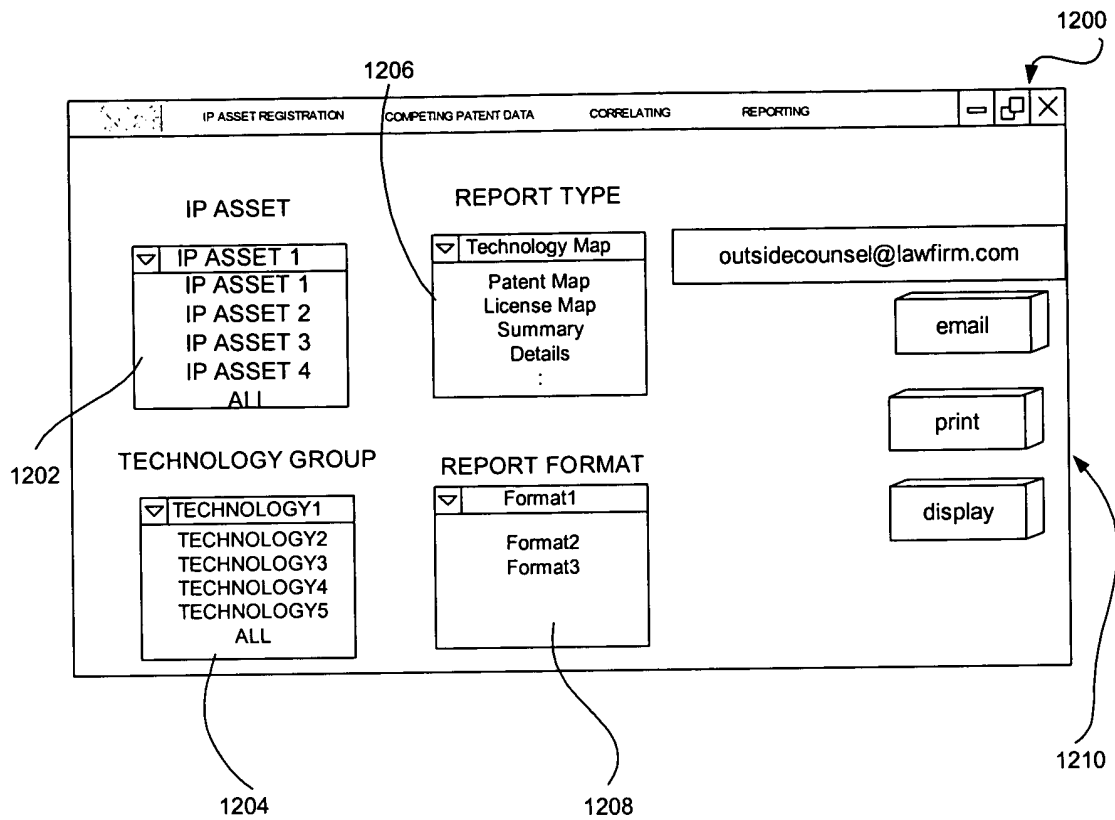 1200
1206
IP ASSET REGISTRATION COMPETING PATENT DATA CORRELATING REPORTING
IP ASSET
IP ASSET 1
IP ASSET 1
IP ASSET 2
IP ASSET 3
IP ASSET 4
ALL
REPORT TYPE
Technology Map
Patent Map
License Map
Summary
Details
:
outsidecounsel@lawfirm.com
email
print
display
1202
TECHNOLOGY GROUP
TECHNOLOGY1
TECHNOLOGY2
TECHNOLOGY3
TECHNOLOGY4
TECHNOLOGY5
ALL
REPORT FORMAT
Format1
Format2
Format3
1210
1204
1208